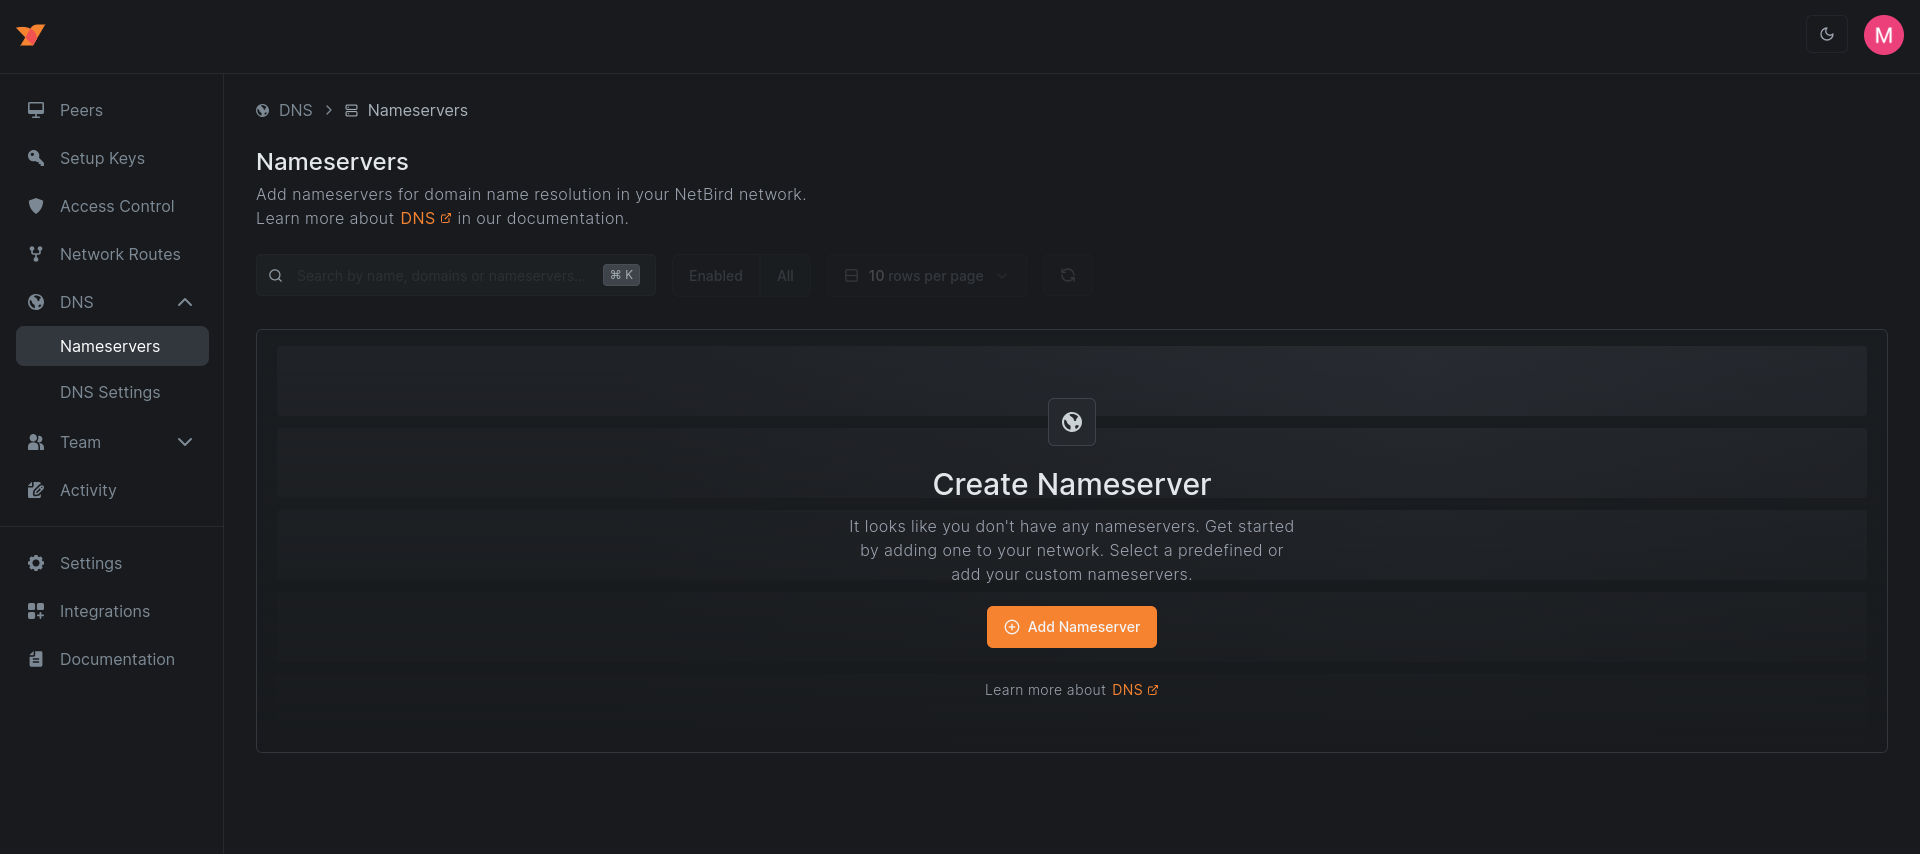 M
Peers
Setup Keys
Access Control
Network Routes
DNS
Nameservers
DNS Settings
Team
Activity
Settings
Integrations
Documentation
DNS > Nameservers
Nameservers
Add nameservers for domain name resolution in your NetBird network.
Learn more about DNS in our documentation.
Search by name, domains or nameservers... ⌘ K Enabled All 10 rows per page
Create Nameserver
It looks like you don't have any nameservers. Get started
by adding one to your network. Select a predefined or
add your custom nameservers.
Add Nameserver
Learn more about DNS